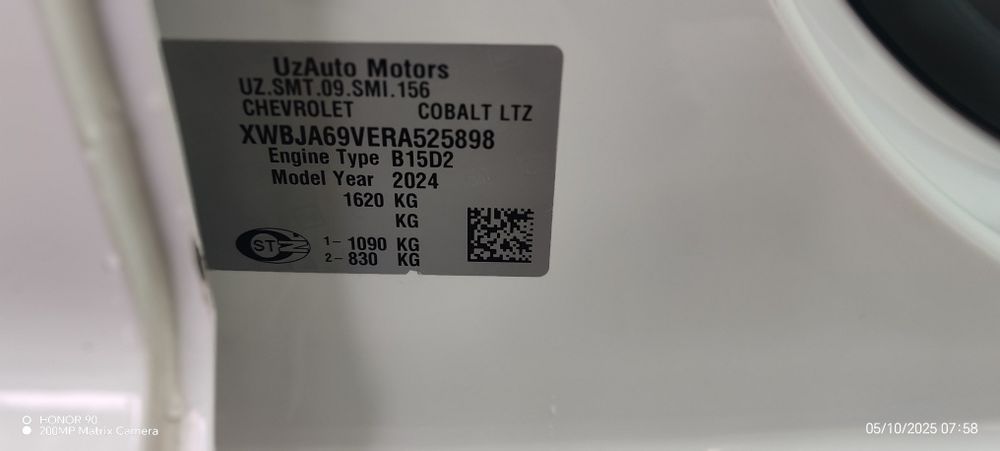 UzAuto Motors
UZ.SMT.09.SMI.156
CHEVROLET COBALT LTZ
XWBJA69VERA525898
Engine Type B15D2
Model Year 2024
1620 KG
KG
1- 1090 KG
2- 830 KG
ST
HONOR 90
200MP Matrix Camera
05/10/2025 07:58